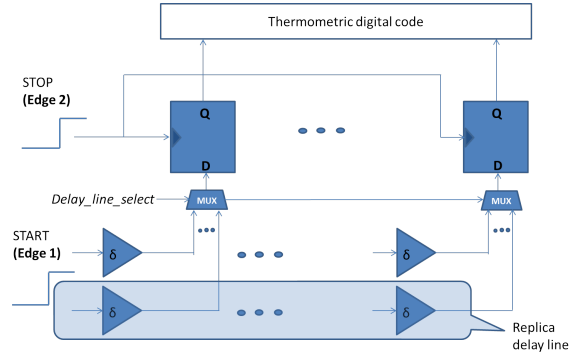 Thermometric digital code
STOP
(Edge 2)
Q
Q
D
D
Delay_line_select
MUX
MUX
START
(Edge 1)
δ
δ
δ
δ
Replica
delay line